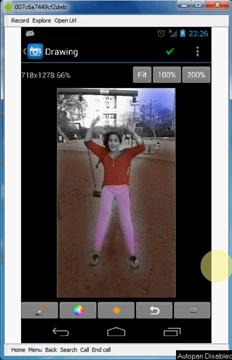 007c6a7449cf2deb
Record Explore Open Url
23:26
Drawing
718x1278 66%
Fit
100%
200%
Home Menu Back Search Call End call
Autopan Disabled